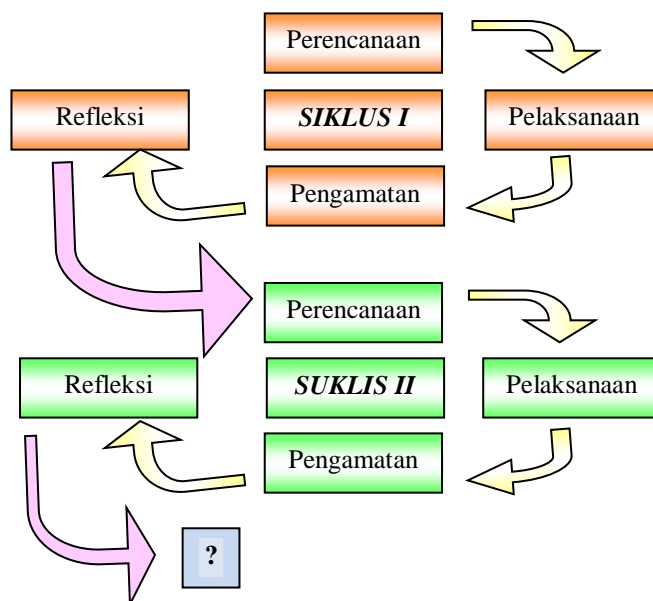 Perencanaan
Refleksi
SIKLUS I
Pelaksanaan
Pengamatan
Perencanaan
Refleksi
SUKLIS II
Pelaksanaan
Pengamatan
?